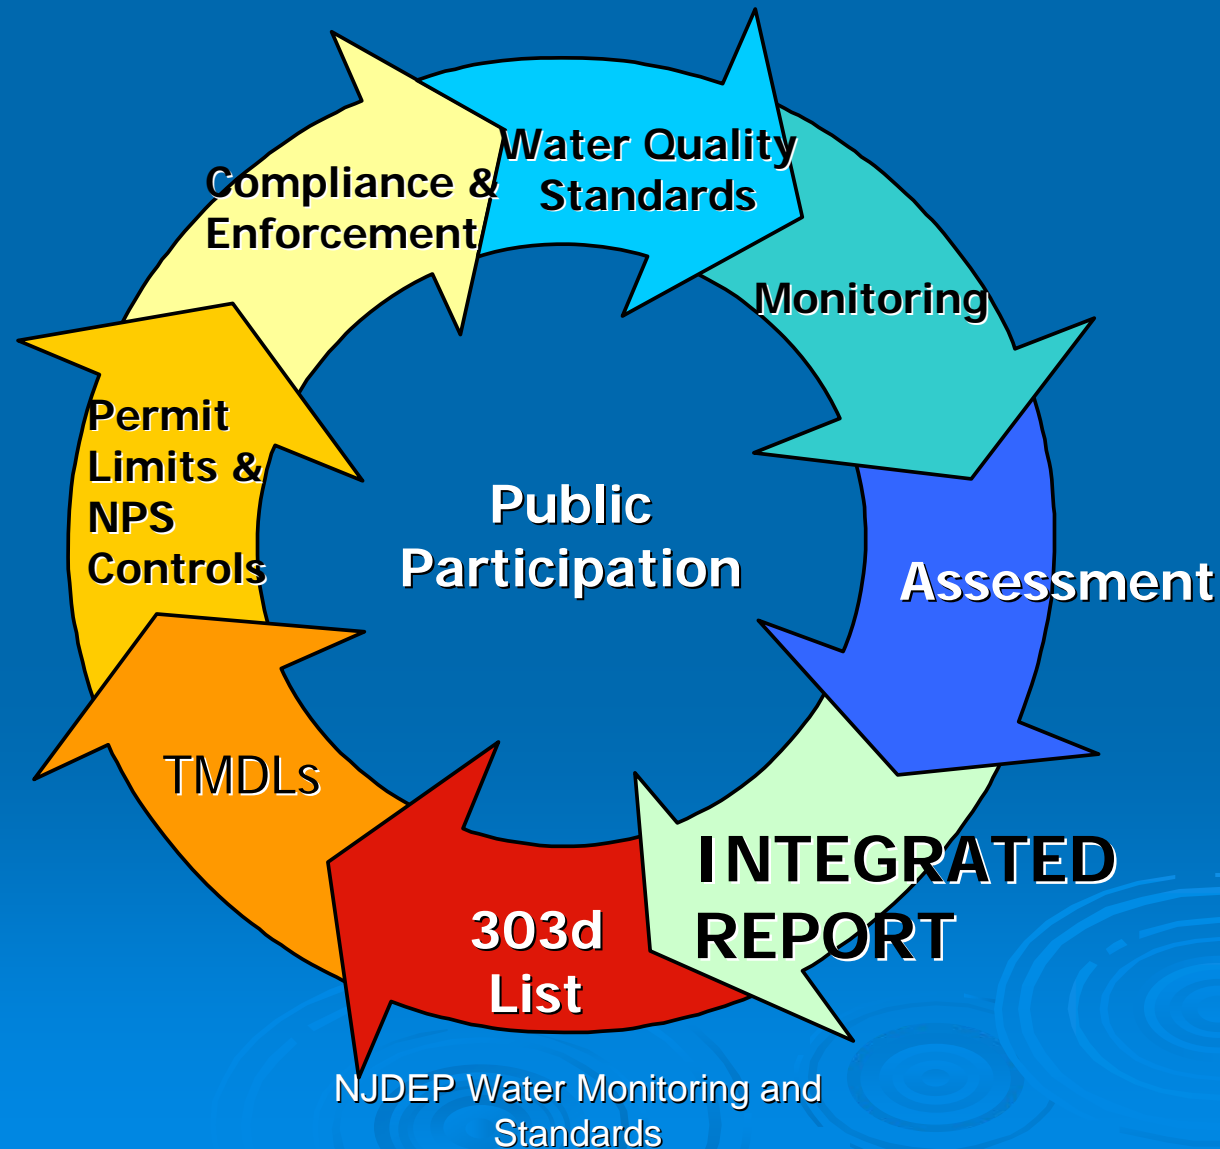 Water Quality
Standards
Monitoring
Assessment
INTEGRATED
REPORT
303d
List
TMDLs
Permit
Limits &
NPS
Controls
Compliance &
Enforcement
Public
Participation
NJDEP Water Monitoring and
Standards